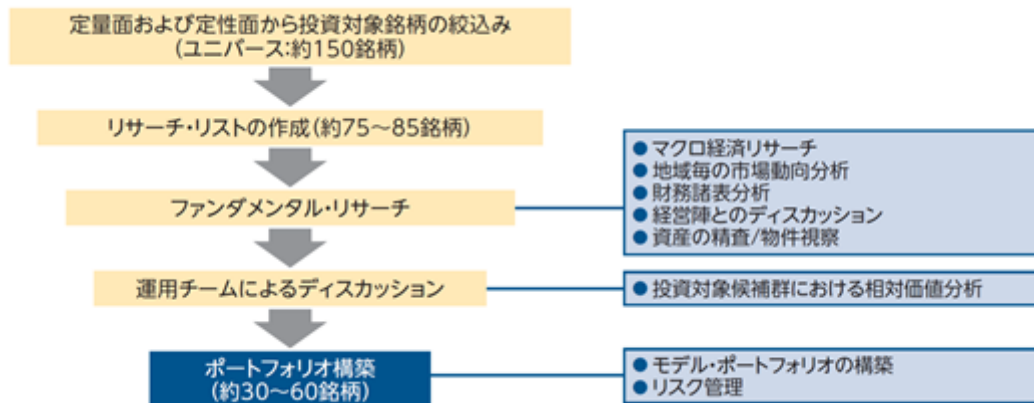 定量面および定性面から投資対象銘柄の絞込み
(ユニバース:約150銘柄)
リサーチ・リストの作成(約75～85銘柄)
ファンダメンタル・リサーチ
● マクロ経済リサーチ
● 地域毎の市場動向分析
● 財務諸表分析
● 経営陣とのディスカッション
● 資産の精査/物件視察
運用チームによるディスカッション
● 投資対象候補群における相対価値分析
ポートフォリオ構築
(約30～60銘柄)
● モデル・ポートフォリオの構築
● リスク管理